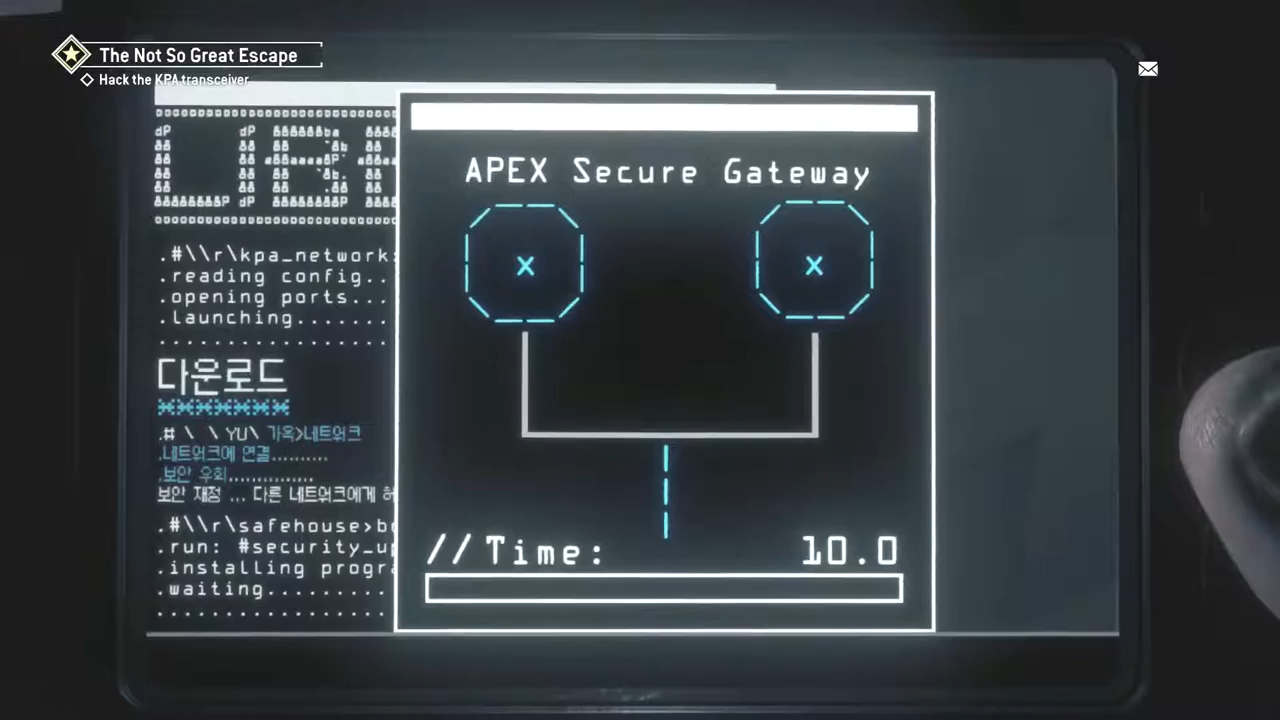 The Not So Great Escape
Hack the KPA transceiver
APEX Secure Gateway
x x
.#\\r\kpa_network:
.reading config..
.opening ports...
.launching.......
다운로드
.# \ \ YU\ 가옥>네트워크
.네트워크에 연결..........
.보안 우회...............
보안 재정 ... 다른 네트워크에게 허
.#\\r\safehouse>b
.run: #security_u
.installing progr
.waiting.........
//Time: 10.0